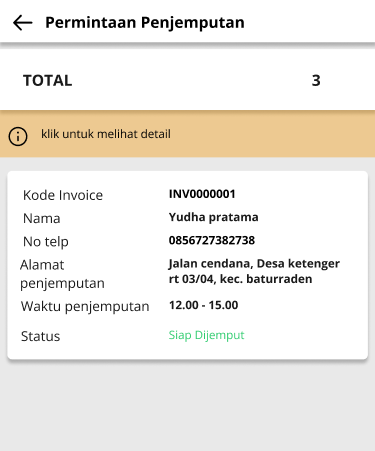 Permintaan Penjemputan
TOTAL 3
klik untuk melihat detail
Kode Invoice INV0000001
Nama Yudha pratama
No telp 0856727382738
Alamat Jalan cendana, Desa ketenger
penjemputan rt 03/04, kec. baturraden
Waktu penjemputan 12.00 - 15.00
Status Siap Dijemput